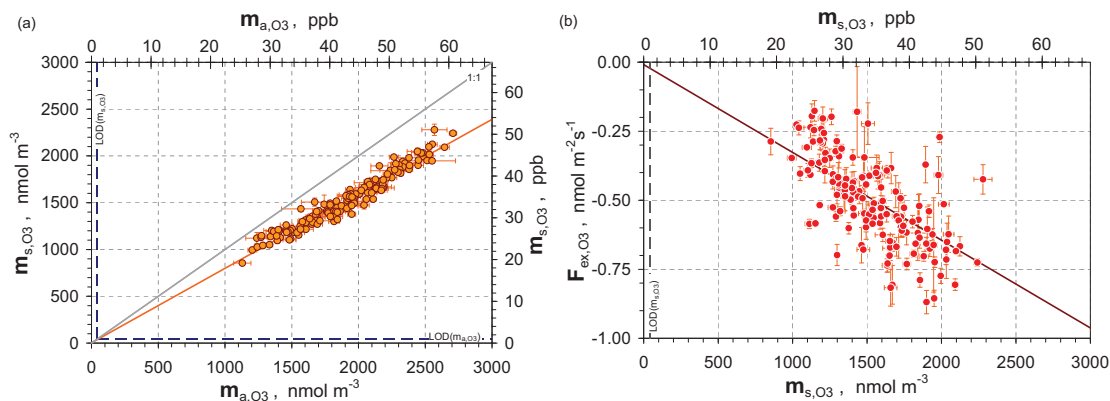 (a)
m a,O3 , ppb
0 10 20 30 40 50 60
3000
2500
2000
1500
1000
500
0
m s,O3 , nmol m-3
LOD(m s,O3)
1:1
LOD(m a,O3)
60
50
40
30
20
10
0
m s,O3 , ppb
0 500 1000 1500 2000 2500 3000
m a,O3 , nmol m-3
(b)
m s,O3 , ppb
0 10 20 30 40 50 60
0.00
-0.25
-0.50
-0.75
-1.00
F ex,O3 , nmol m-2 s-1
LOD(m s,O3)
0 500 1000 1500 2000 2500 3000
m s,O3 , nmol m-3